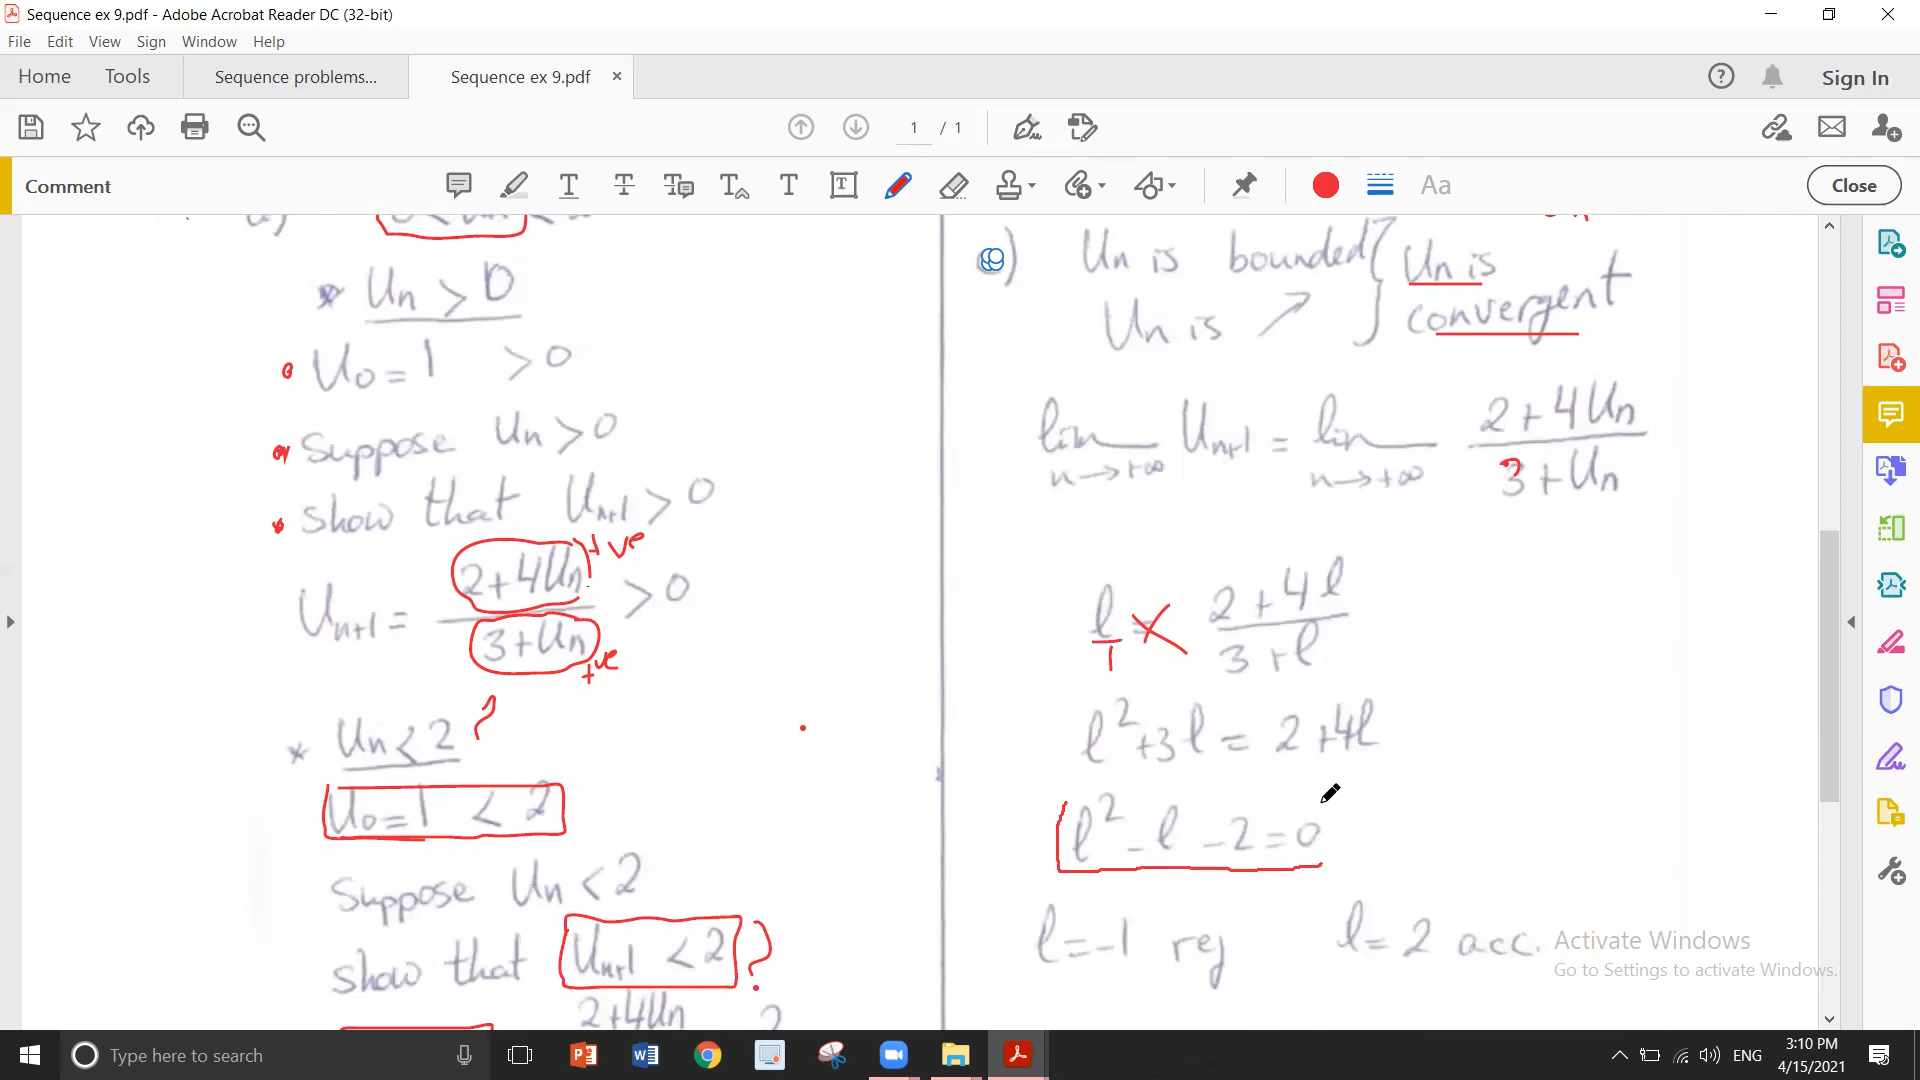 Sequence ex 9.pdf - Adobe Acrobat Reader DC (32-bit)
File Edit View Sign Window Help
Home Tools Sequence problems... Sequence ex 9.pdf × Sign In
1 / 1
Comment Aa Close
* Un > 0
U0 = 1 > 0
Suppose Un > 0
Show that Un+1 > 0
Un+1 = (2+4Un)/(3+Un) > 0
+ve
+ve
* Un < 2 ?
U0 = 1 < 2
Suppose Un < 2
Show that Un+1 < 2 ?
2+4Un 2
Un is bounded } Un is
Un is ↗ convergent
lim n→+∞ Un+1 = lim n→+∞ (2+4Un)/(3+Un)
l/1 = (2+4l)/(3+l)
l²+3l = 2+4l
l² - l - 2 = 0
l = -1 rej l = 2 acc.
Activate Windows
Go to Settings to activate Windows.
Type here to search
ENG
3:10 PM
4/15/2021